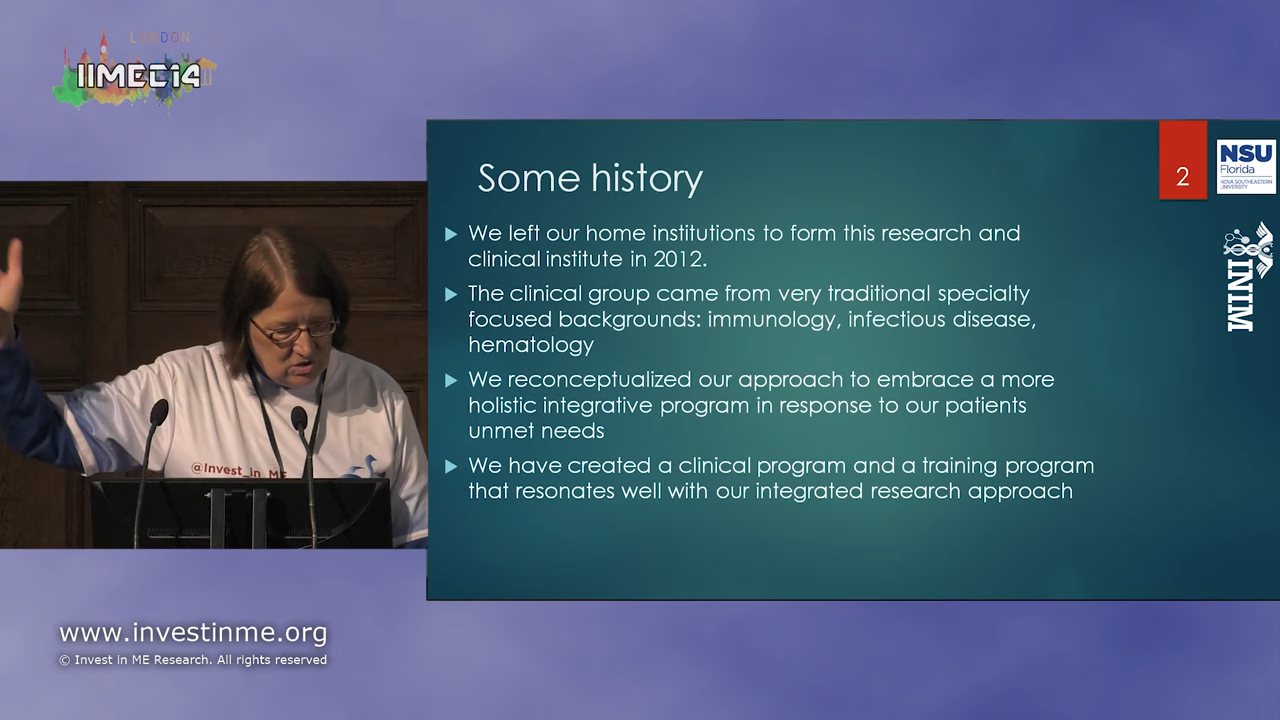 LONDON
IIMEC14
Some history
2
NSU
Florida
NOVA SOUTHEASTERN
UNIVERSITY
INIM
We left our home institutions to form this research and
clinical institute in 2012.
The clinical group came from very traditional specialty
focused backgrounds: immunology, infectious disease,
hematology
We reconceptualized our approach to embrace a more
holistic integrative program in response to our patients
unmet needs
We have created a clinical program and a training program
that resonates well with our integrated research approach
@Invest_in_ME
www.investinme.org
© Invest in ME Research. All rights reserved